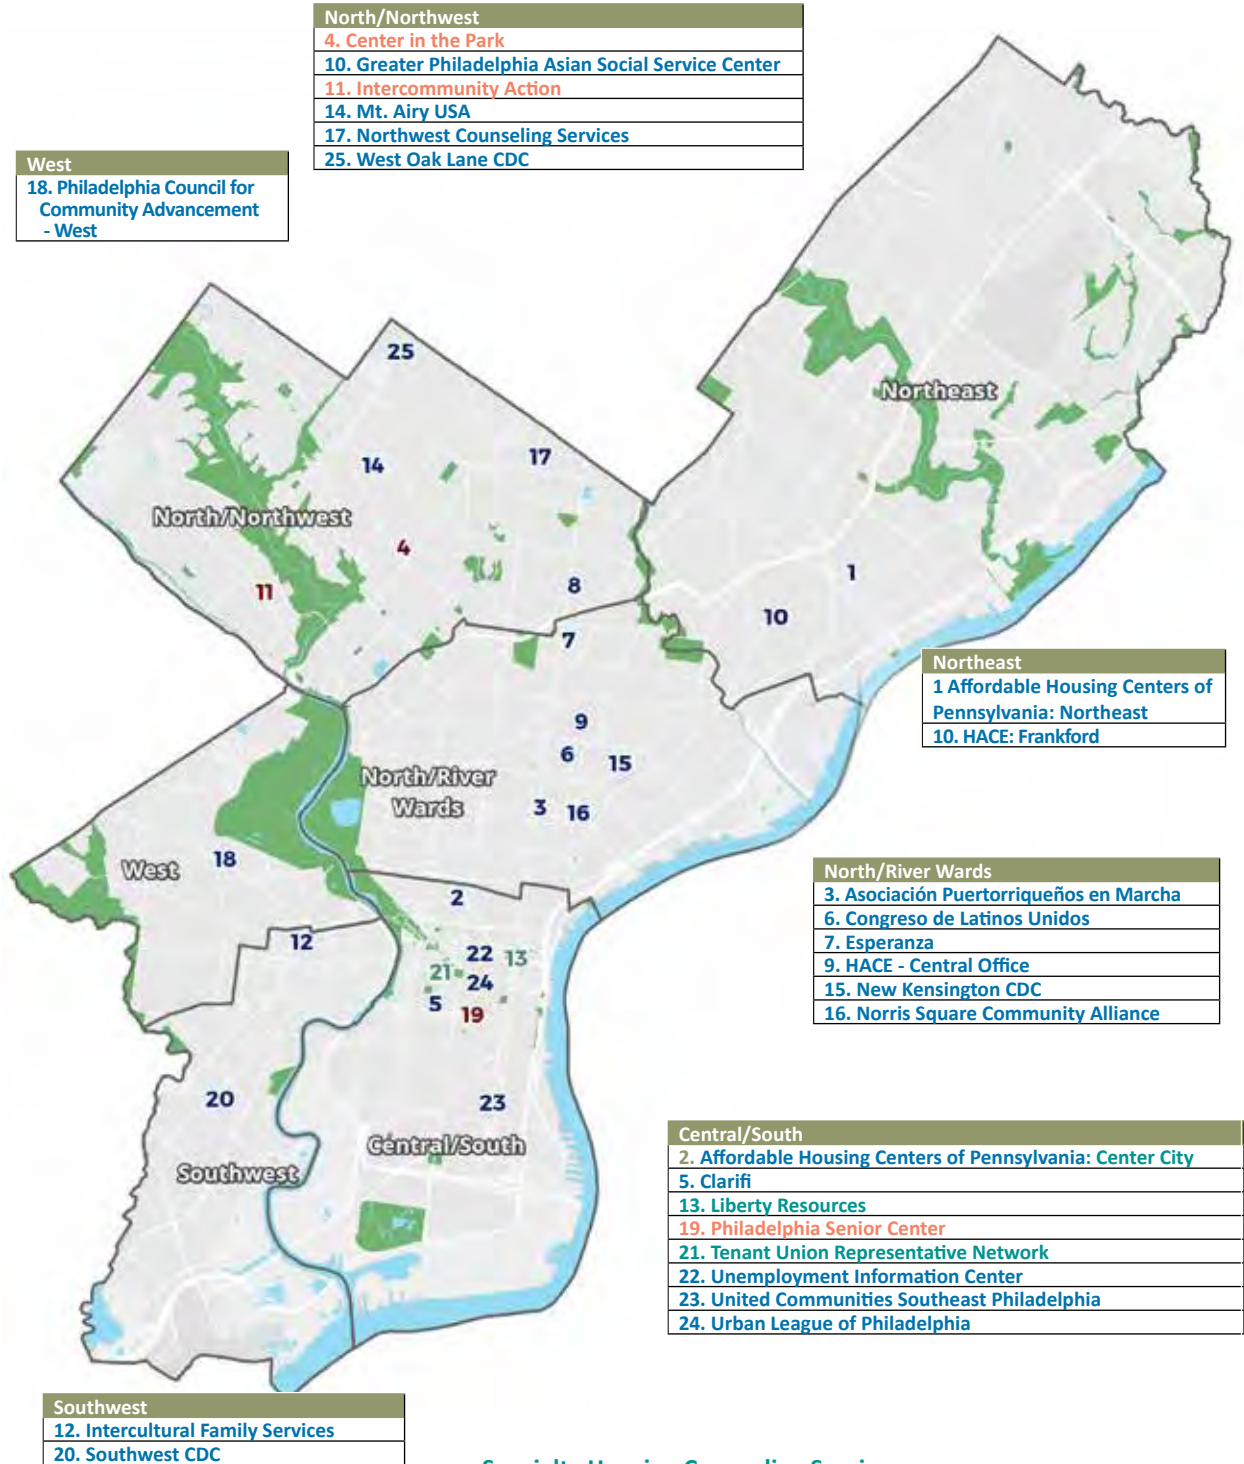 North/Northwest
4. Center in the Park
10. Greater Philadelphia Asian Social Service Center
11. Intercommunity Action
14. Mt. Airy USA
17. Northwest Counseling Services
25. West Oak Lane CDC
West
18. Philadelphia Council for
Community Advancement
- West
25
Northeast
14
17
North/Northwest
4
11
8
1
10
7
Northeast
1 Affordable Housing Centers of
Pennsylvania: Northeast
10. HACE: Frankford
9
6
15
North/River
Wards
3
16
18
West
North/River Wards
3. Asociación Puertorriqueños en Marcha
6. Congreso de Latinos Unidos
7. Esperanza
9. HACE - Central Office
15. New Kensington CDC
16. Norris Square Community Alliance
2
12
22
13
21
24
5
19
20
23
Central/South
Southwest
Central/South
2. Affordable Housing Centers of Pennsylvania: Center City
5. Clarifi
13. Liberty Resources
19. Philadelphia Senior Center
21. Tenant Union Representative Network
22. Unemployment Information Center
23. United Communities Southeast Philadelphia
24. Urban League of Philadelphia
Southwest
12. Intercultural Family Services
20. Southwest CDC